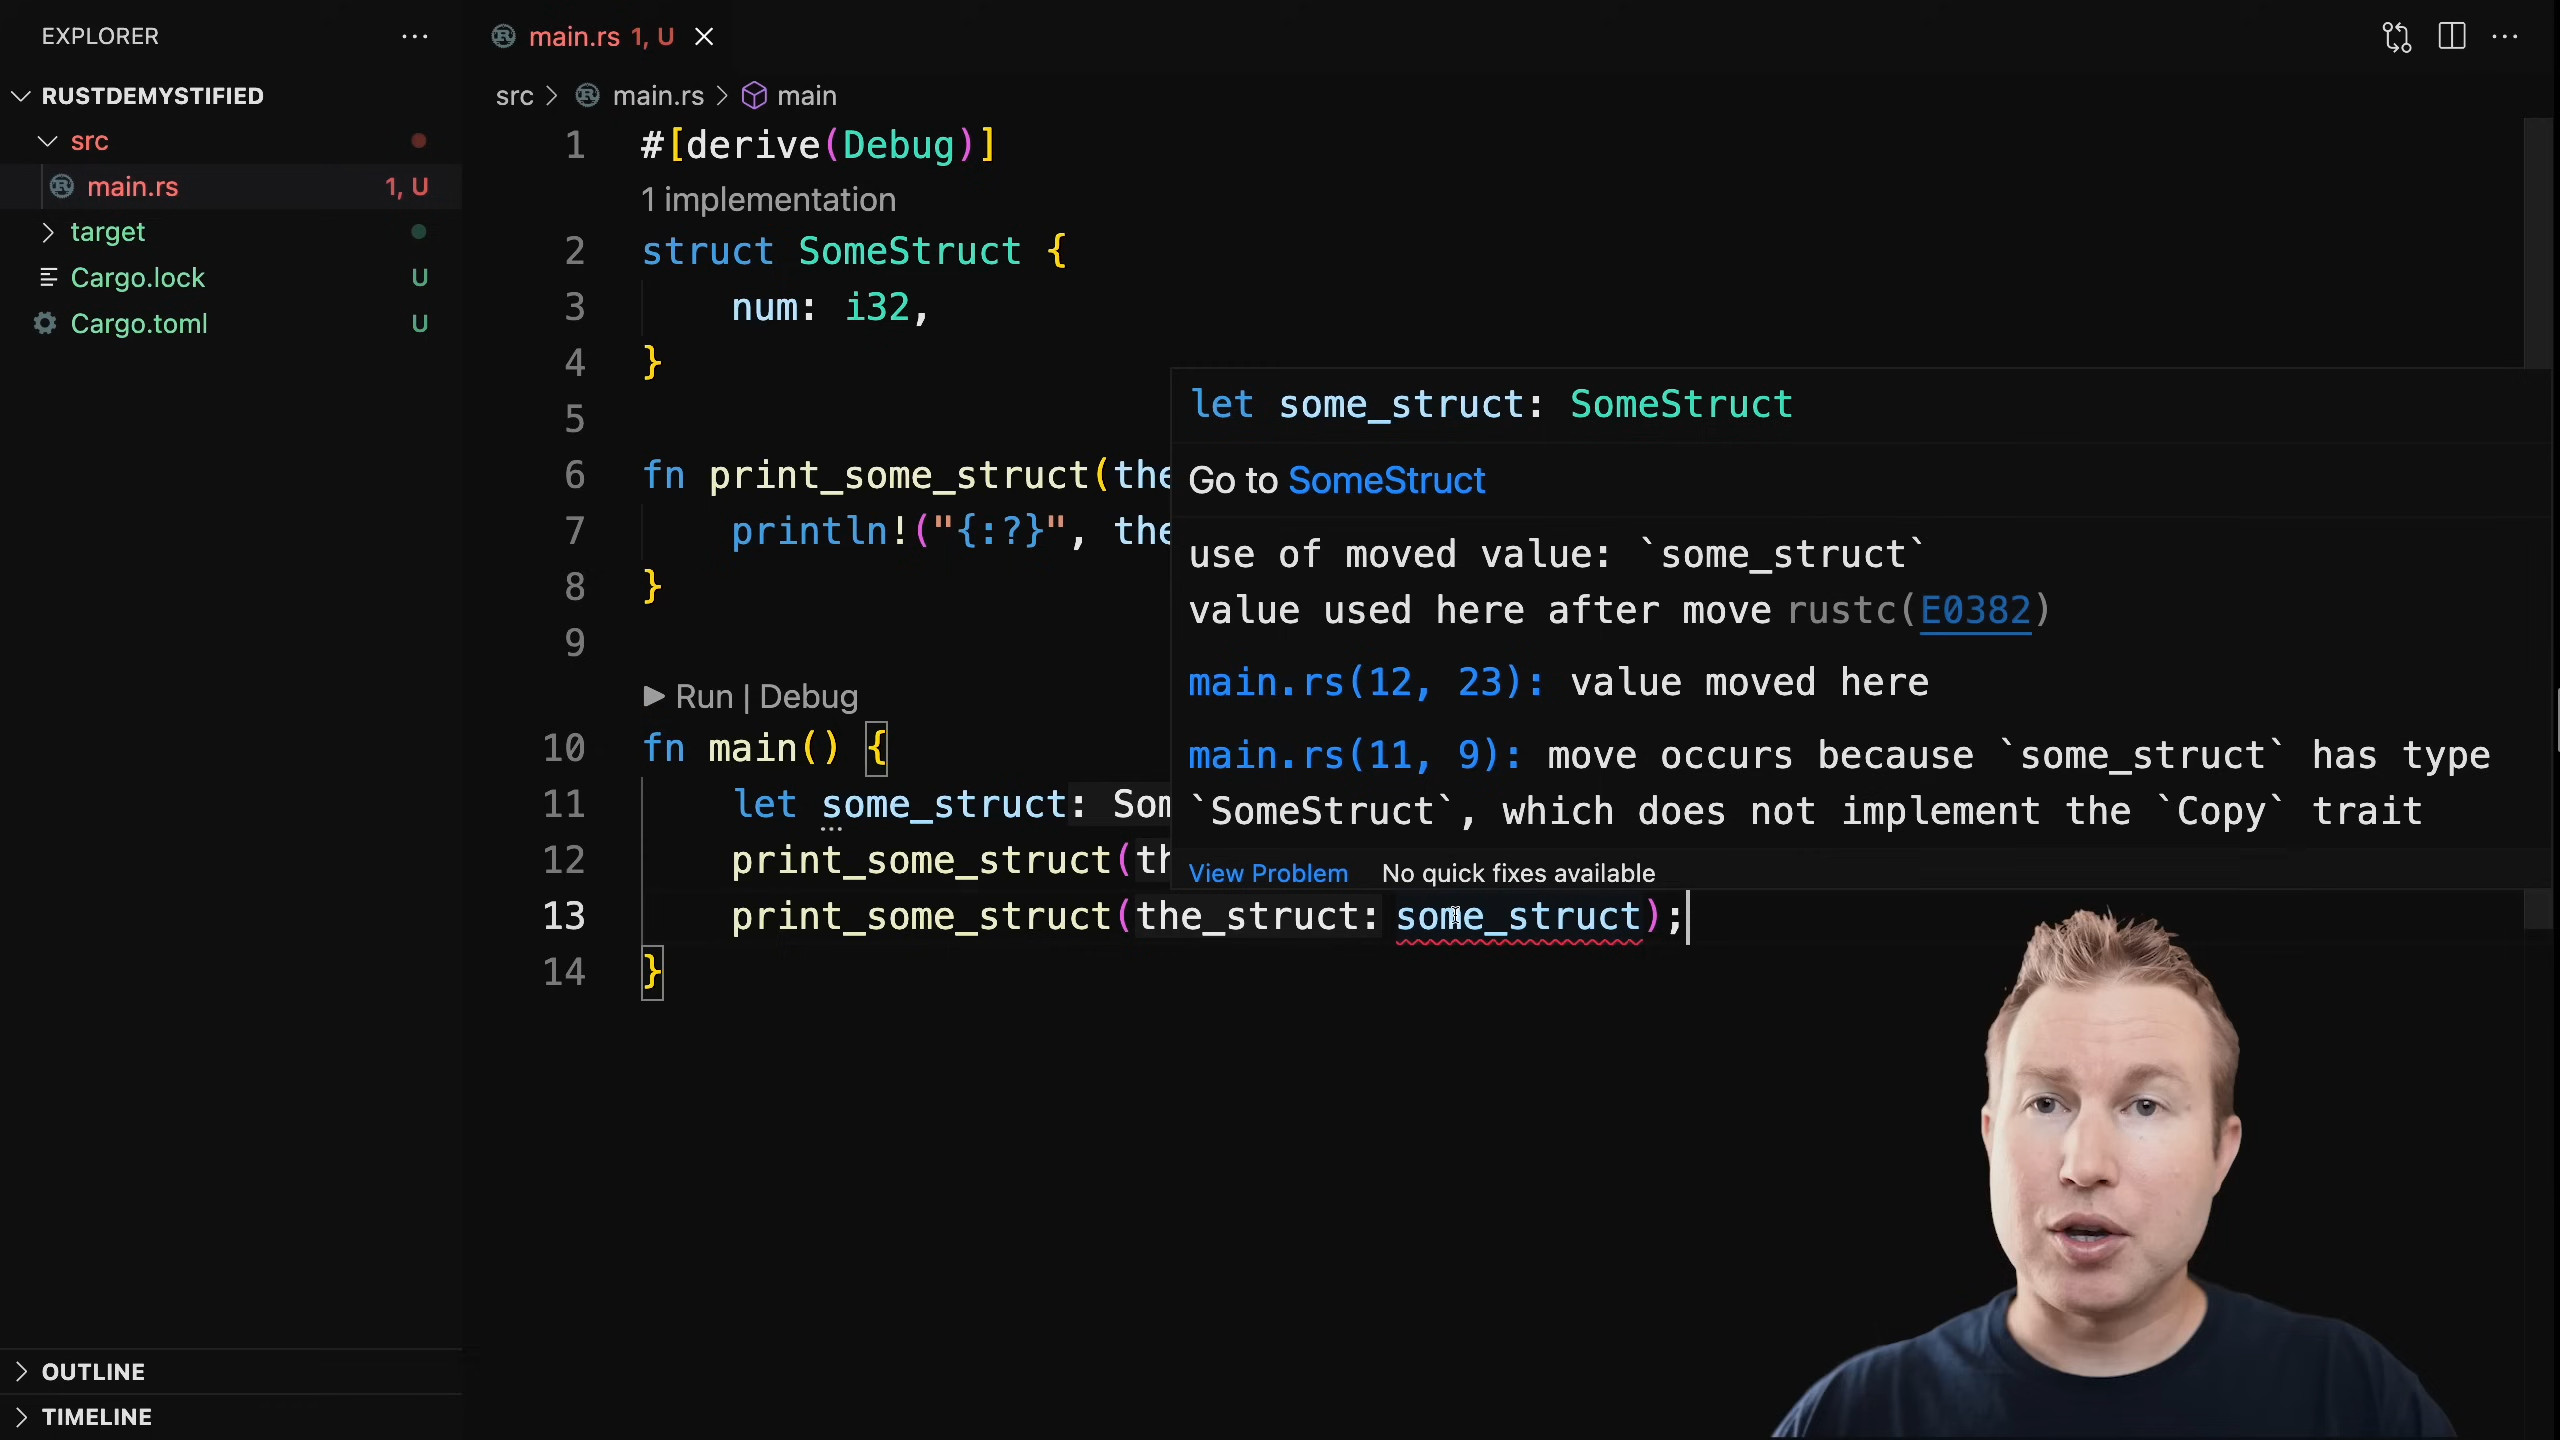 EXPLORER
RUSTDEMYSTIFIED
src
main.rs 1, U
target
Cargo.lock U
Cargo.toml U
OUTLINE
TIMELINE
main.rs 1, U
src > main.rs > main
1 #[derive(Debug)]
1 implementation
2 struct SomeStruct {
3 num: i32,
4 }
5
6 fn print_some_struct(the
7 println!("{:?}", the
8 }
9
▶ Run | Debug
10 fn main() {
11 let some_struct: Som
12 print_some_struct(th
13 print_some_struct(the_struct: some_struct);
14 }
let some_struct: SomeStruct
Go to SomeStruct
use of moved value: `some_struct`
value used here after move rustc(E0382)
main.rs(12, 23): value moved here
main.rs(11, 9): move occurs because `some_struct` has type
`SomeStruct`, which does not implement the `Copy` trait
View Problem No quick fixes available